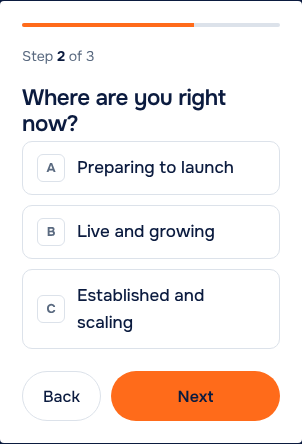 Step 2 of 3
Where are you right
now?
A Preparing to launch
B Live and growing
C Established and
scaling
Back Next